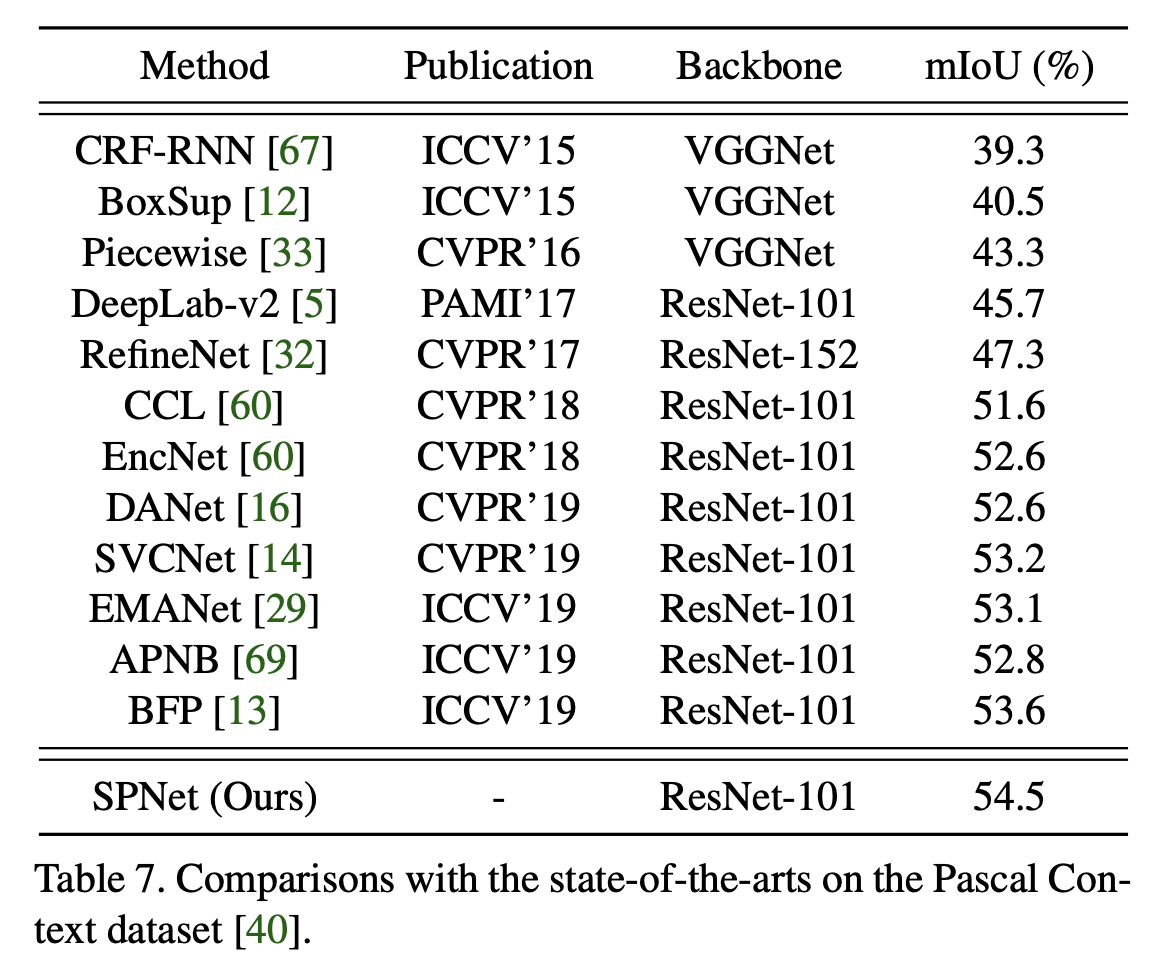 Method Publication Backbone mIoU (%)
CRF-RNN [67] ICCV’15 VGGNet 39.3
BoxSup [12] ICCV’15 VGGNet 40.5
Piecewise [33] CVPR’16 VGGNet 43.3
DeepLab-v2 [5] PAMI’17 ResNet-101 45.7
RefineNet [32] CVPR’17 ResNet-152 47.3
CCL [60] CVPR’18 ResNet-101 51.6
EncNet [60] CVPR’18 ResNet-101 52.6
DANet [16] CVPR’19 ResNet-101 52.6
SVCNet [14] CVPR’19 ResNet-101 53.2
EMANet [29] ICCV’19 ResNet-101 53.1
APNB [69] ICCV’19 ResNet-101 52.8
BFP [13] ICCV’19 ResNet-101 53.6
SPNet (Ours) - ResNet-101 54.5
Table 7. Comparisons with the state-of-the-arts on the Pascal Con-
text dataset [40].